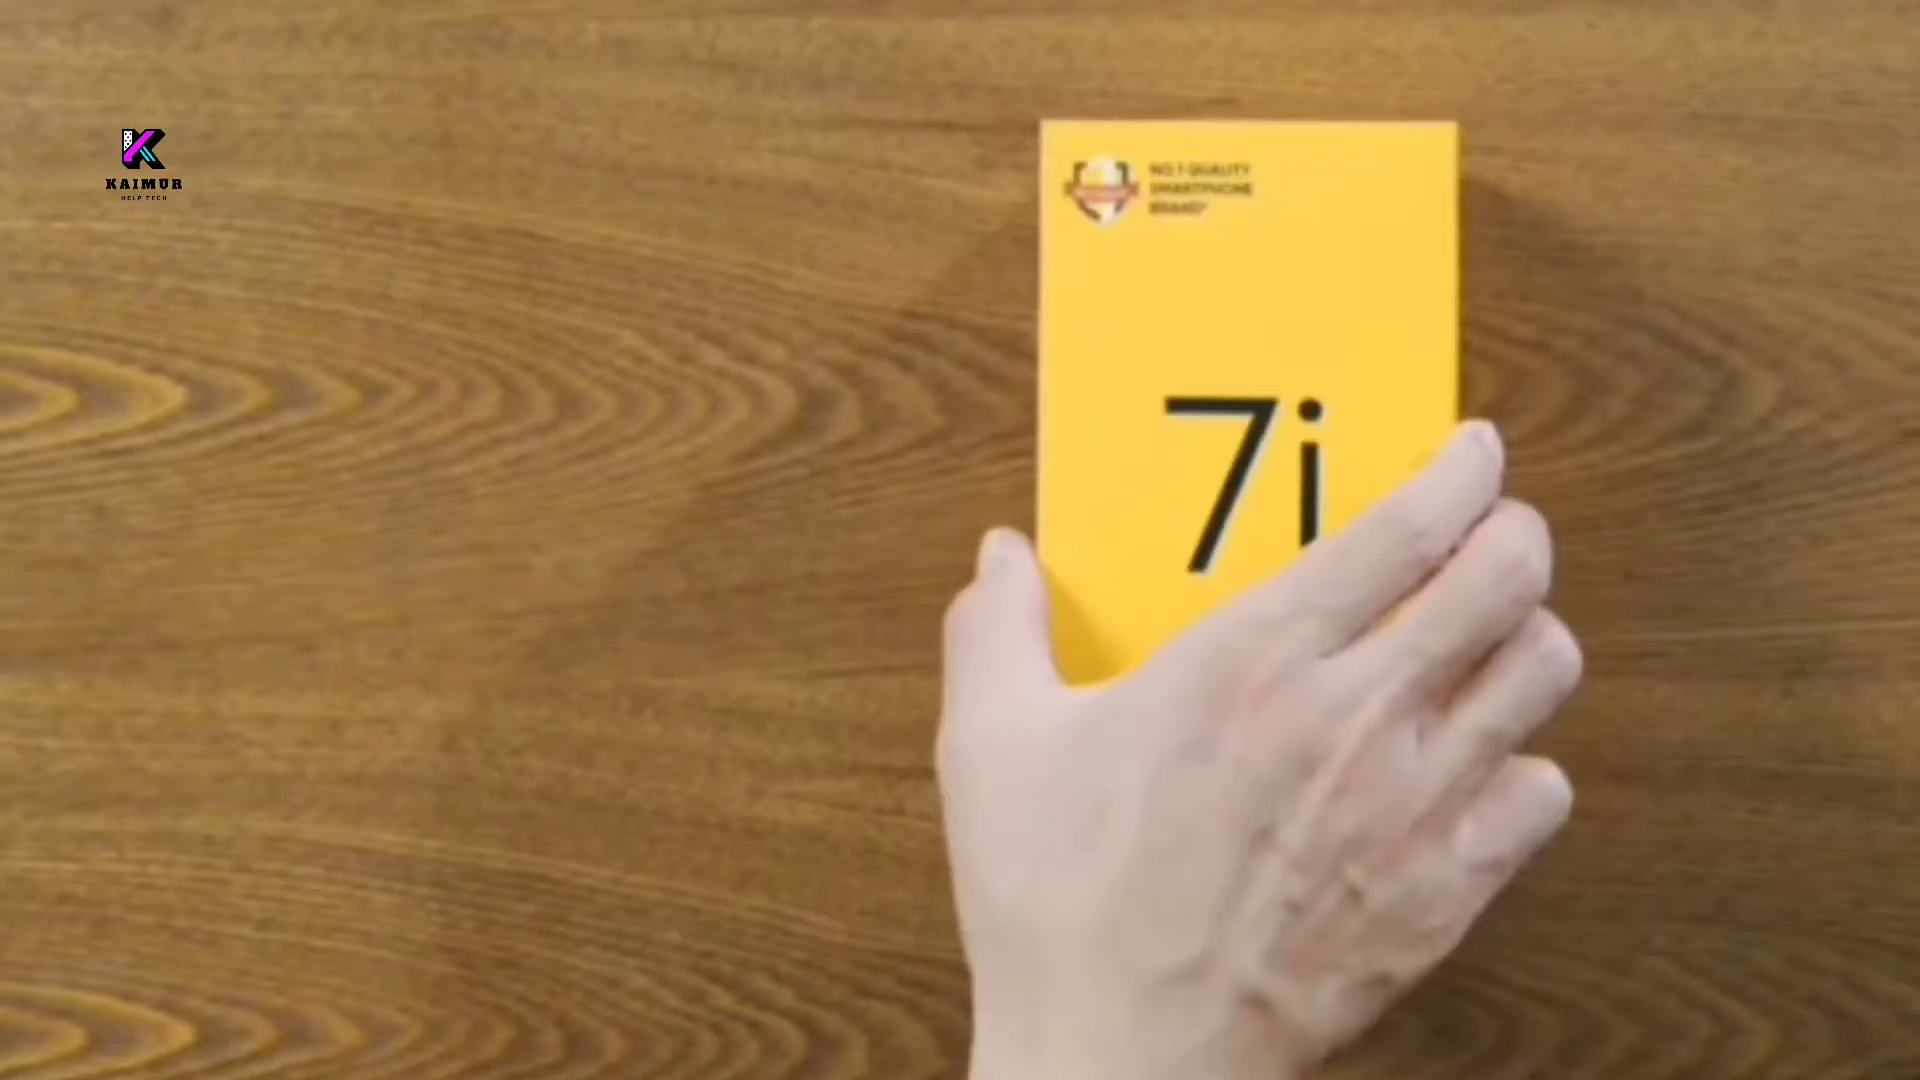 KAIMUR
HELP TECH
NO.1 QUALITY
SMARTPHONE
BRAND*
7i